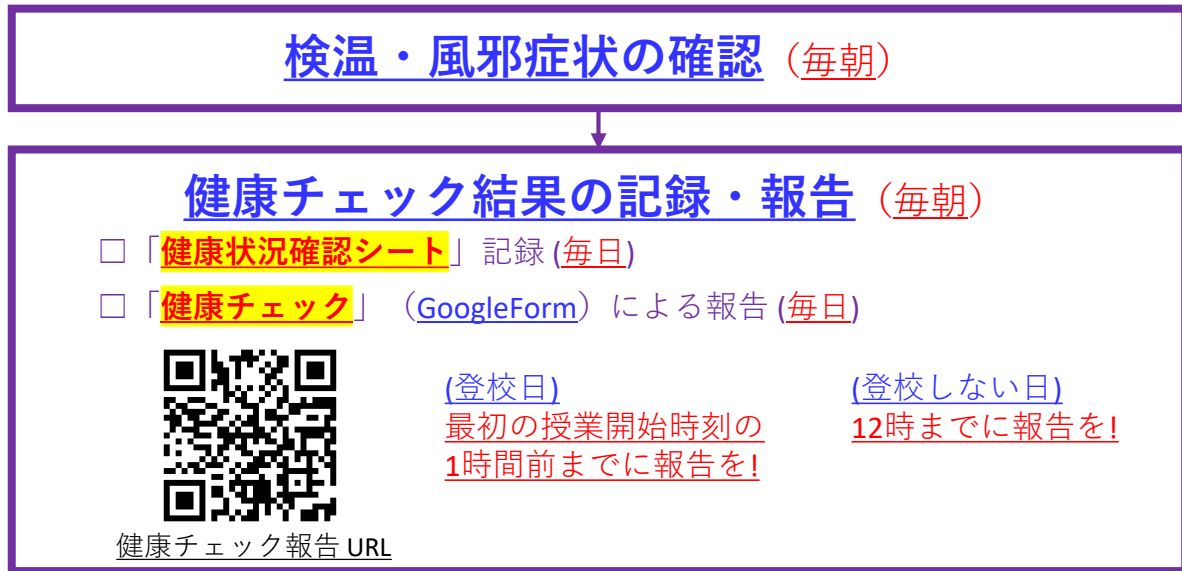 検温・風邪症状の確認（毎朝）
健康チェック結果の記録・報告（毎朝）
□「健康状況確認シート」記録 (毎日)
□「健康チェック」（GoogleForm）による報告 (毎日)
(登校日)
最初の授業開始時刻の
1時間前までに報告を!
(登校しない日)
12時までに報告を!
健康チェック報告 URL